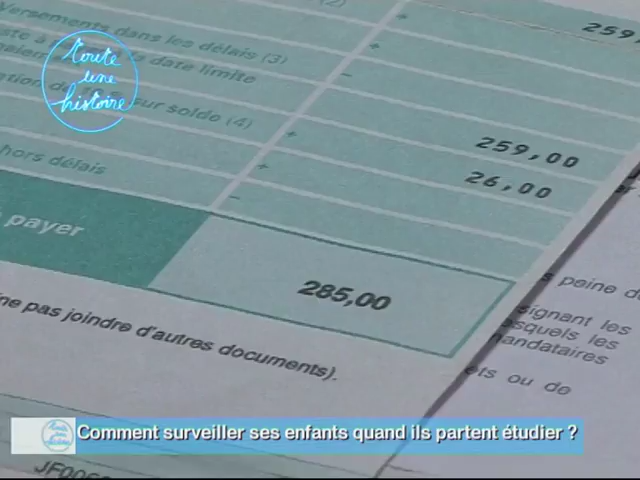 (2)
259,
Versements dans les délais (3)
à
date limite
sur solde (4)
259,00
26,00
hors délais
payer
285,00
ne pas joindre d'autres documents).
peine d
signant les
esquels les
mandataires
ets ou de
Toute
une
histoire
Comment surveiller ses enfants quand ils partent étudier ?